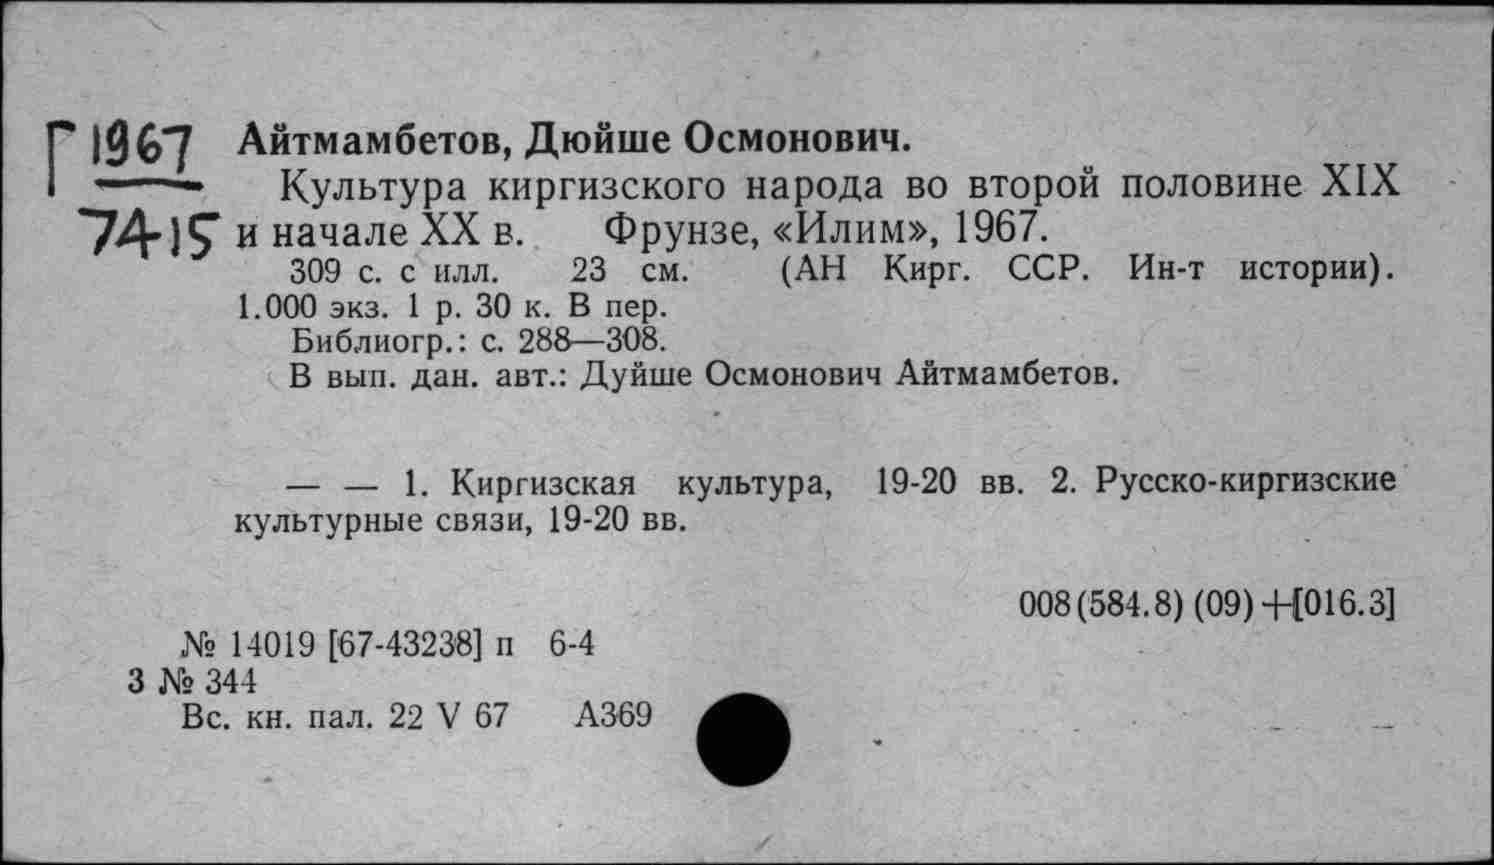 Г 1967
74-15
Айтмамбетов, Дюйше Осмонович.
Культура киргизского народа во второй половине XIX
и начале XX в. Фрунзе, «Илим», 1967.
309 с. с илл. 23 см. (АН Кирг. ССР. Ин-т истории).
1.000 экз. 1 р. 30 к. В пер.
Библиогр.: с. 288—308.
В вып. дан. авт.: Дуйше Осмонович Айтмамбетов.
— — 1. Киргизская культура, 19-20 вв. 2. Русско-киргизские
культурные связи, 19-20 вв.
008(584.8) (09)+[016.3]
№ 14019 [67-43238] п 6-4
З № 344
Вс. кн. пал. 22 V 67 А369